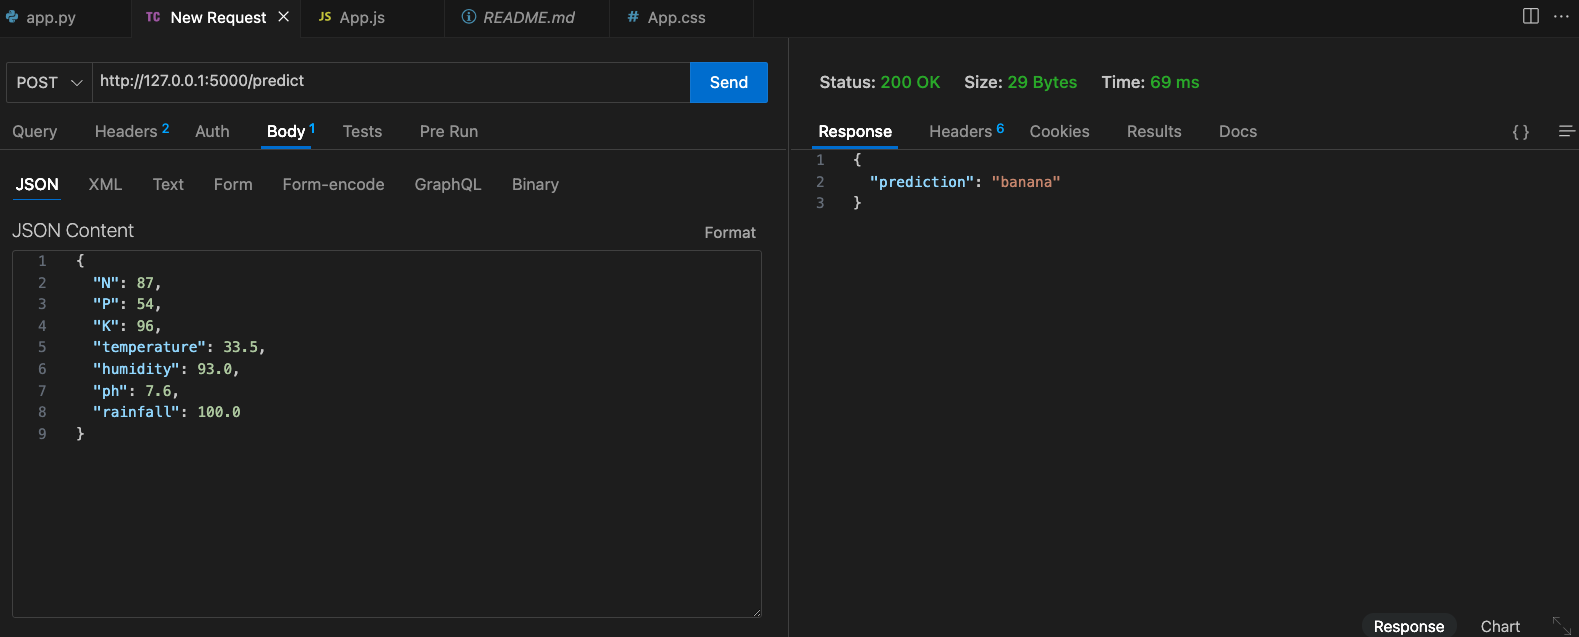 app.py TC New Request JS App.js README.md # App.css
POST http://127.0.0.1:5000/predict Send
Query Headers 2 Auth Body 1 Tests Pre Run
JSON XML Text Form Form-encode GraphQL Binary
JSON Content Format
1 {
2 "N": 87,
3 "P": 54,
4 "K": 96,
5 "temperature": 33.5,
6 "humidity": 93.0,
7 "ph": 7.6,
8 "rainfall": 100.0
9 }
Status: 200 OK Size: 29 Bytes Time: 69 ms
Response Headers 6 Cookies Results Docs { }
1 {
2 "prediction": "banana"
3 }
Response Chart